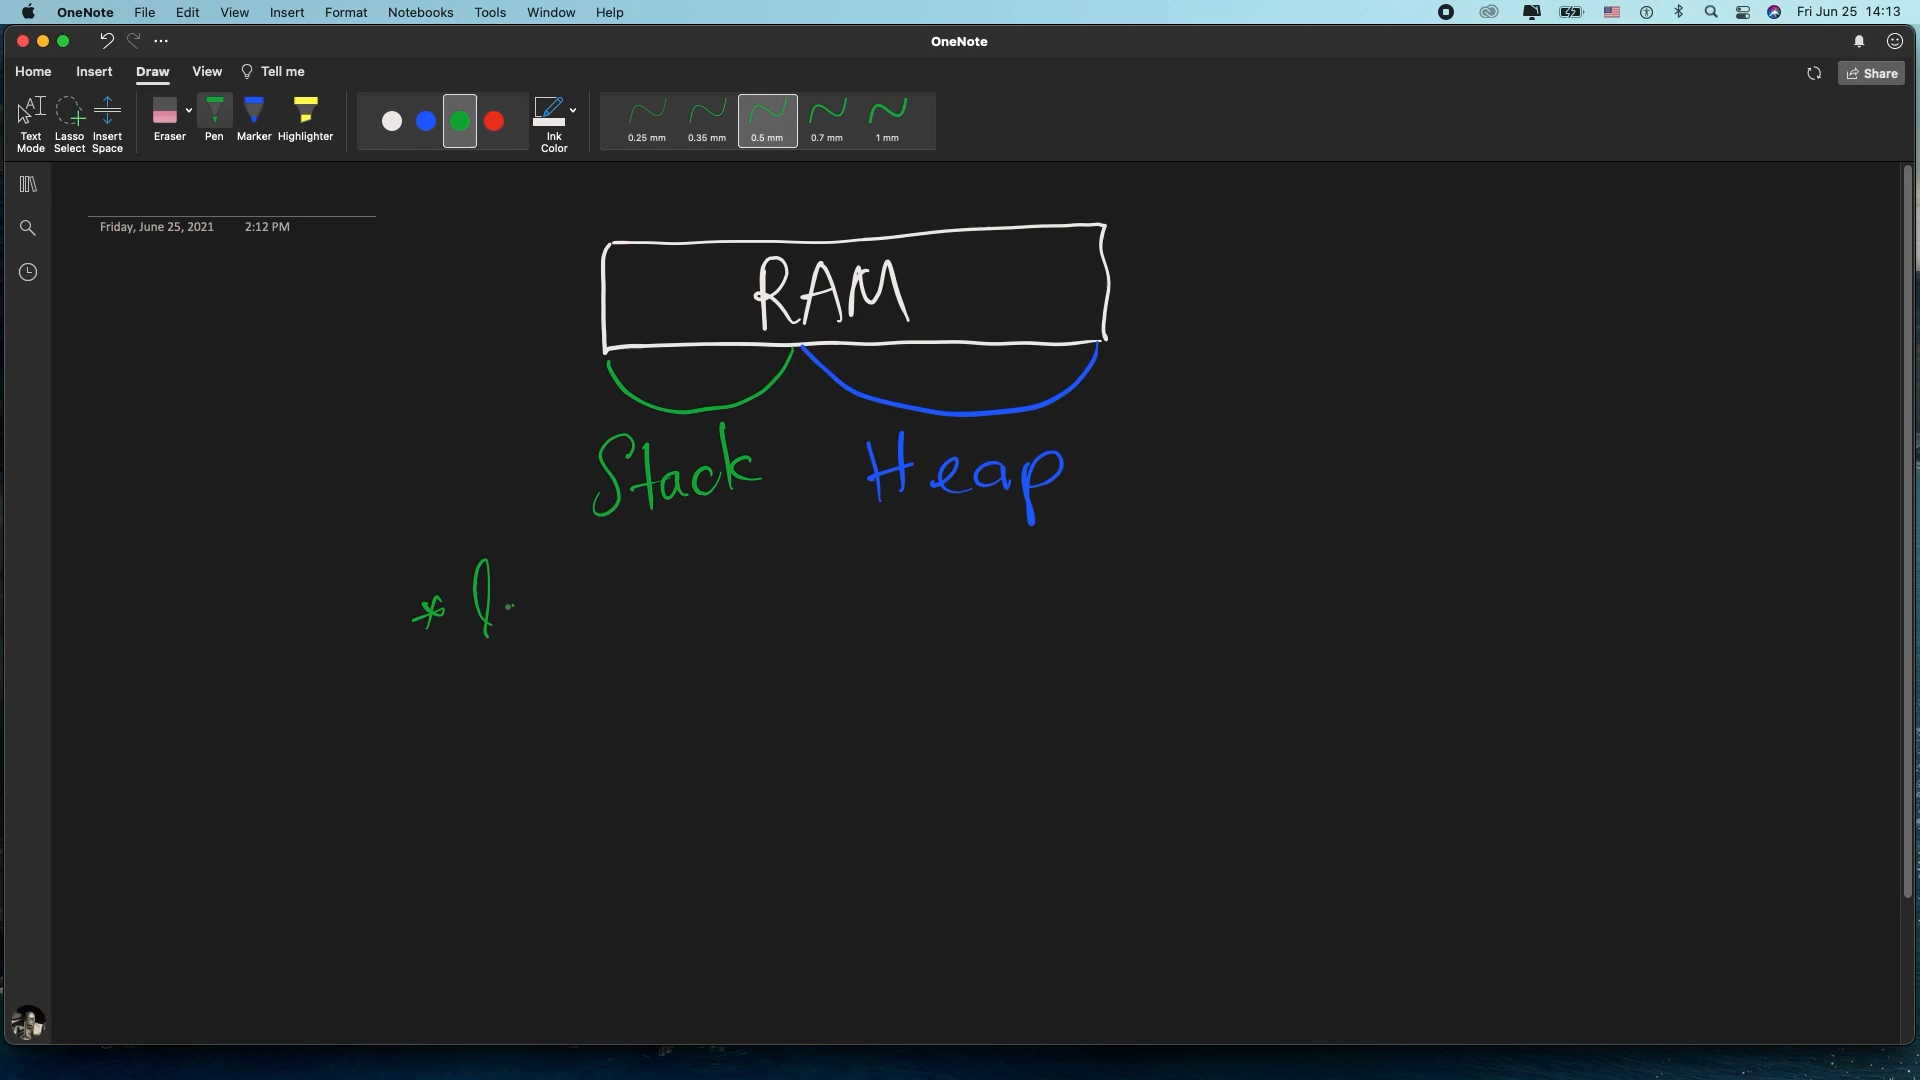 OneNote File Edit View Insert Format Notebooks Tools Window Help Fri Jun 25 14:13
OneNote
Home Insert Draw View Tell me Share
Text Mode
Lasso Select
Insert Space
Eraser
Pen
Marker
Highlighter
Ink Color
0.25 mm 0.35 mm 0.5 mm 0.7 mm 1 mm
Friday, June 25, 2021 2:12 PM
RAM
Stack Heap
* l